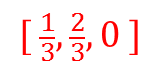 [ 1/3, 2/3, 0 ]